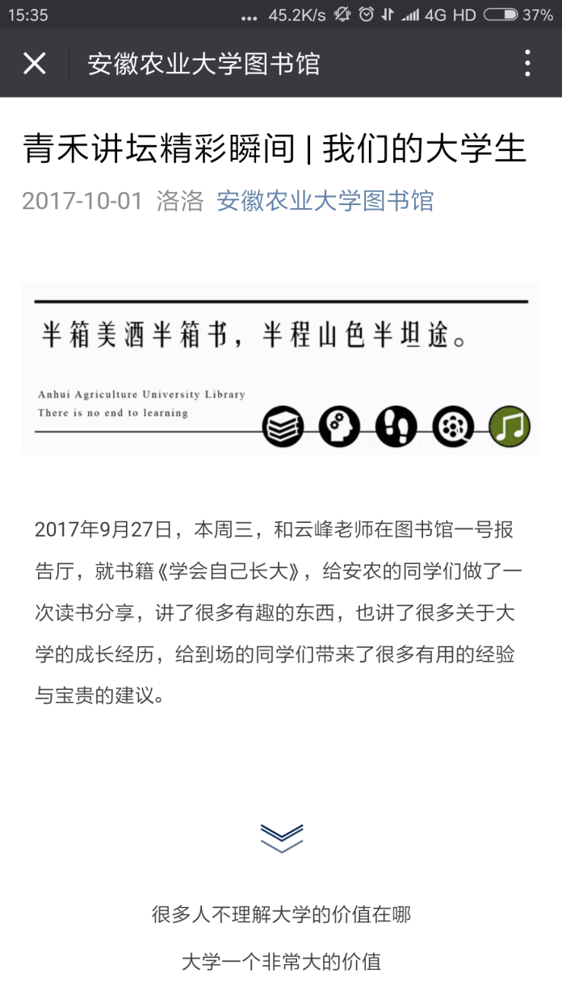 15:35 ... 45.2K/s 4G HD 37%
安徽农业大学图书馆
青禾讲坛精彩瞬间 | 我们的大学生
2017-10-01 洛洛 安徽农业大学图书馆
半箱美酒半箱书，半程山色半坦途。
Anhui Agriculture University Library
There is no end to learning
2017年9月27日，本周三，和云峰老师在图书馆一号报
告厅，就书籍《学会自己长大》，给安农的同学们做了一
次读书分享，讲了很多有趣的东西，也讲了很多关于大
学的成长经历，给到场的同学们带来了很多有用的经验
与宝贵的建议。
很多人不理解大学的价值在哪
大学一个非常大的价值